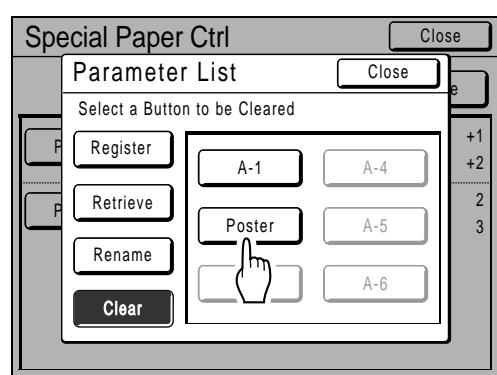 Special Paper Ctrl
Close
Parameter List
Close
e
Select a Button to be Cleared
Register
Retrieve
Rename
Clear
A-1
A-4
Poster
A-5
A-6
P
P
+1
+2
2
3